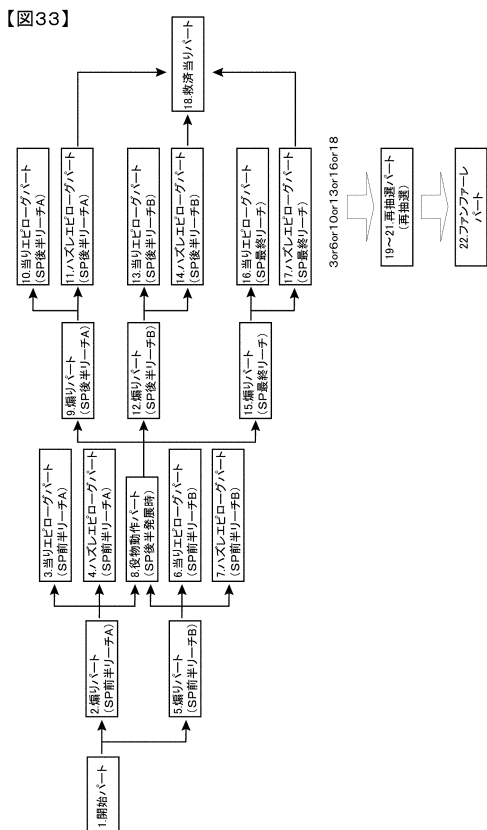 【図33】
1.開始パート
2.煽りパート
(SP前半リーチA)
3.当りエピローグパート
(SP前半リーチA)
4.ハズレエピローグパート
(SP前半リーチA)
5.煽りパート
(SP前半リーチB)
6.当りエピローグパート
(SP前半リーチB)
7.ハズレエピローグパート
(SP前半リーチB)
8.役物動作パート
(SP後半発展時)
9.煽りパート
(SP後半リーチA)
10.当りエピローグパート
(SP後半リーチA)
11.ハズレエピローグパート
(SP後半リーチA)
12.煽りパート
(SP後半リーチB)
13.当りエピローグパート
(SP後半リーチB)
14.ハズレエピローグパート
(SP後半リーチB)
15.煽りパート
(SP最終リーチ)
16.当りエピローグパート
(SP最終リーチ)
17.ハズレエピローグパート
(SP最終リーチ)
18.救済当りパート
3or6or10or13or16or18
19～21.再抽選パート
(再抽選)
22.ファンファーレ
パート